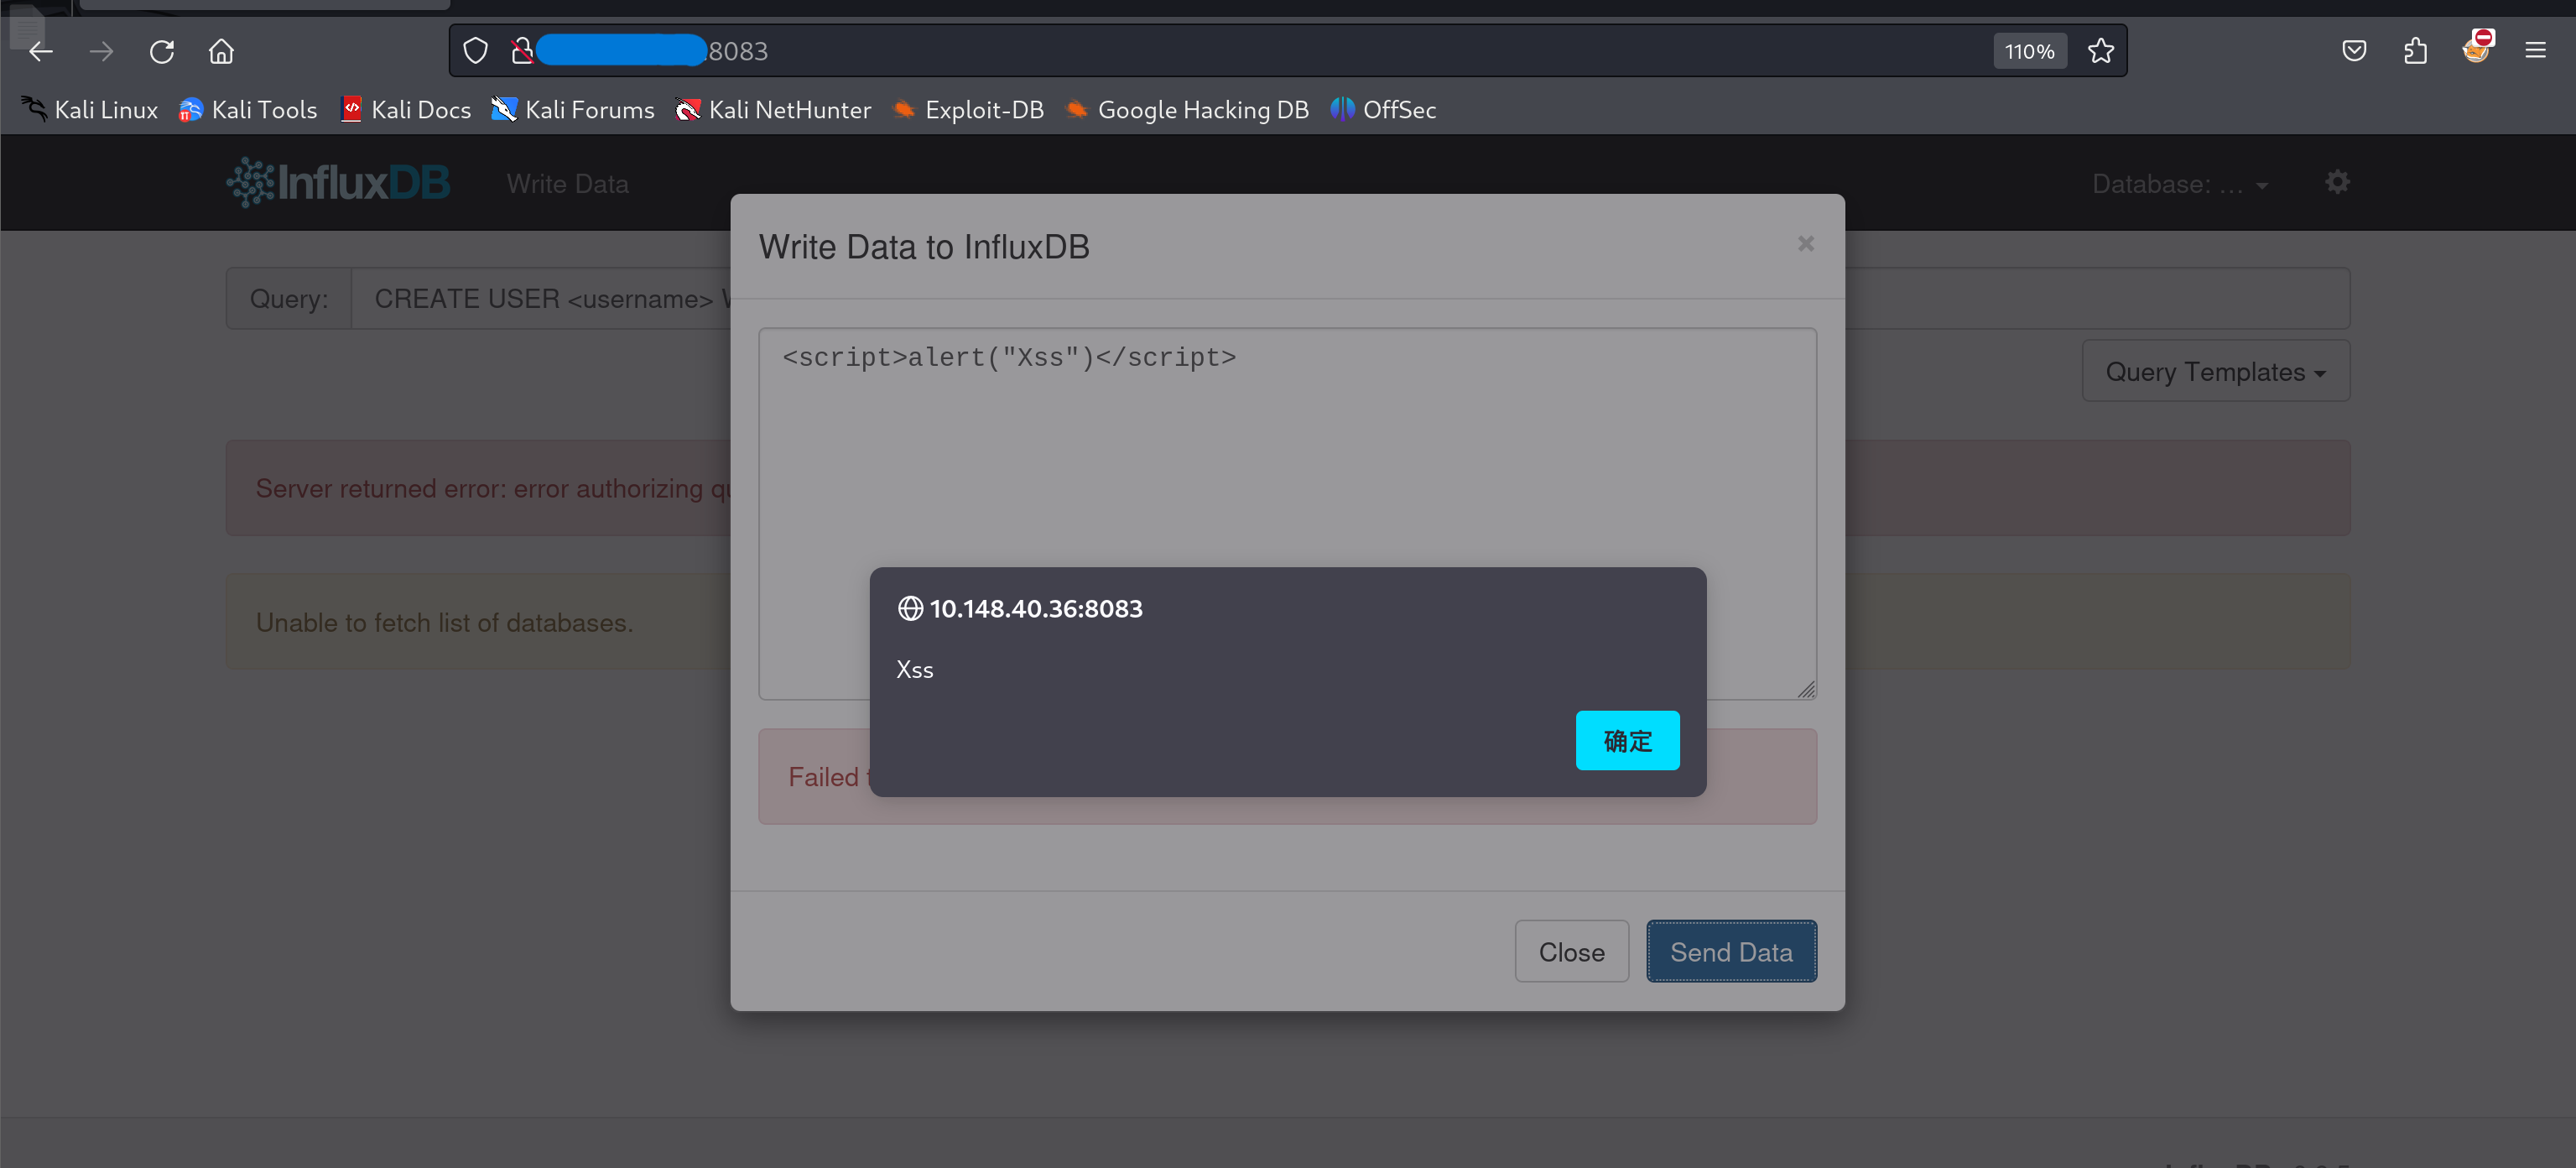 :8083
110%
Kali Linux Kali Tools Kali Docs Kali Forums Kali NetHunter Exploit-DB Google Hacking DB OffSec
InfluxDB Write Data Database: ...
Write Data to InfluxDB
×
Query: CREATE USER <username>
<script>alert("Xss")</script>
Query Templates
Server returned error: error authorizing
10.148.40.36:8083
Unable to fetch list of databases.
Xss
确定
Failed
Close Send Data